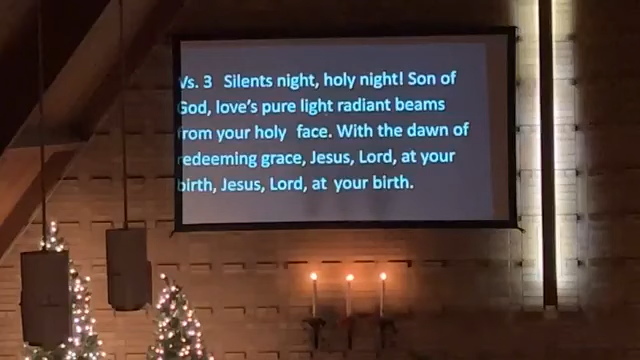 Vs. 3 Silents night, holy night! Son of
God, love's pure light radiant beams
from your holy face. With the dawn of
redeeming grace, Jesus, Lord, at your
birth, Jesus, Lord, at your birth.